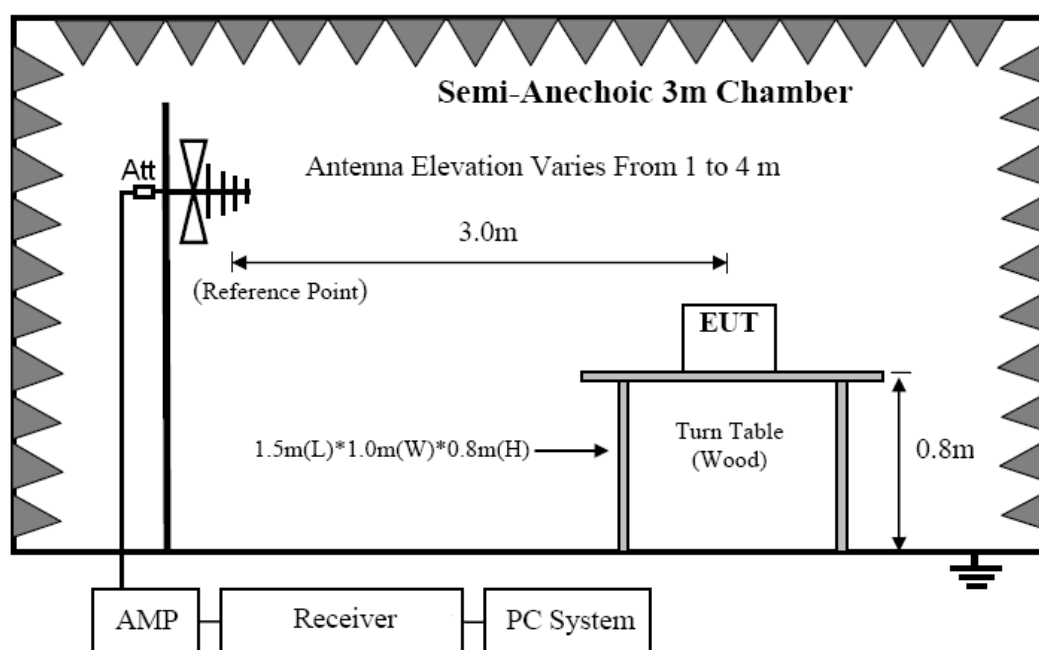 Semi-Anechoic 3m Chamber
Att
Antenna Elevation Varies From 1 to 4 m
3.0m
(Reference Point)
EUT
1.5m(L)*1.0m(W)*0.8m(H)
Turn Table
(Wood)
0.8m
AMP
Receiver
PC System